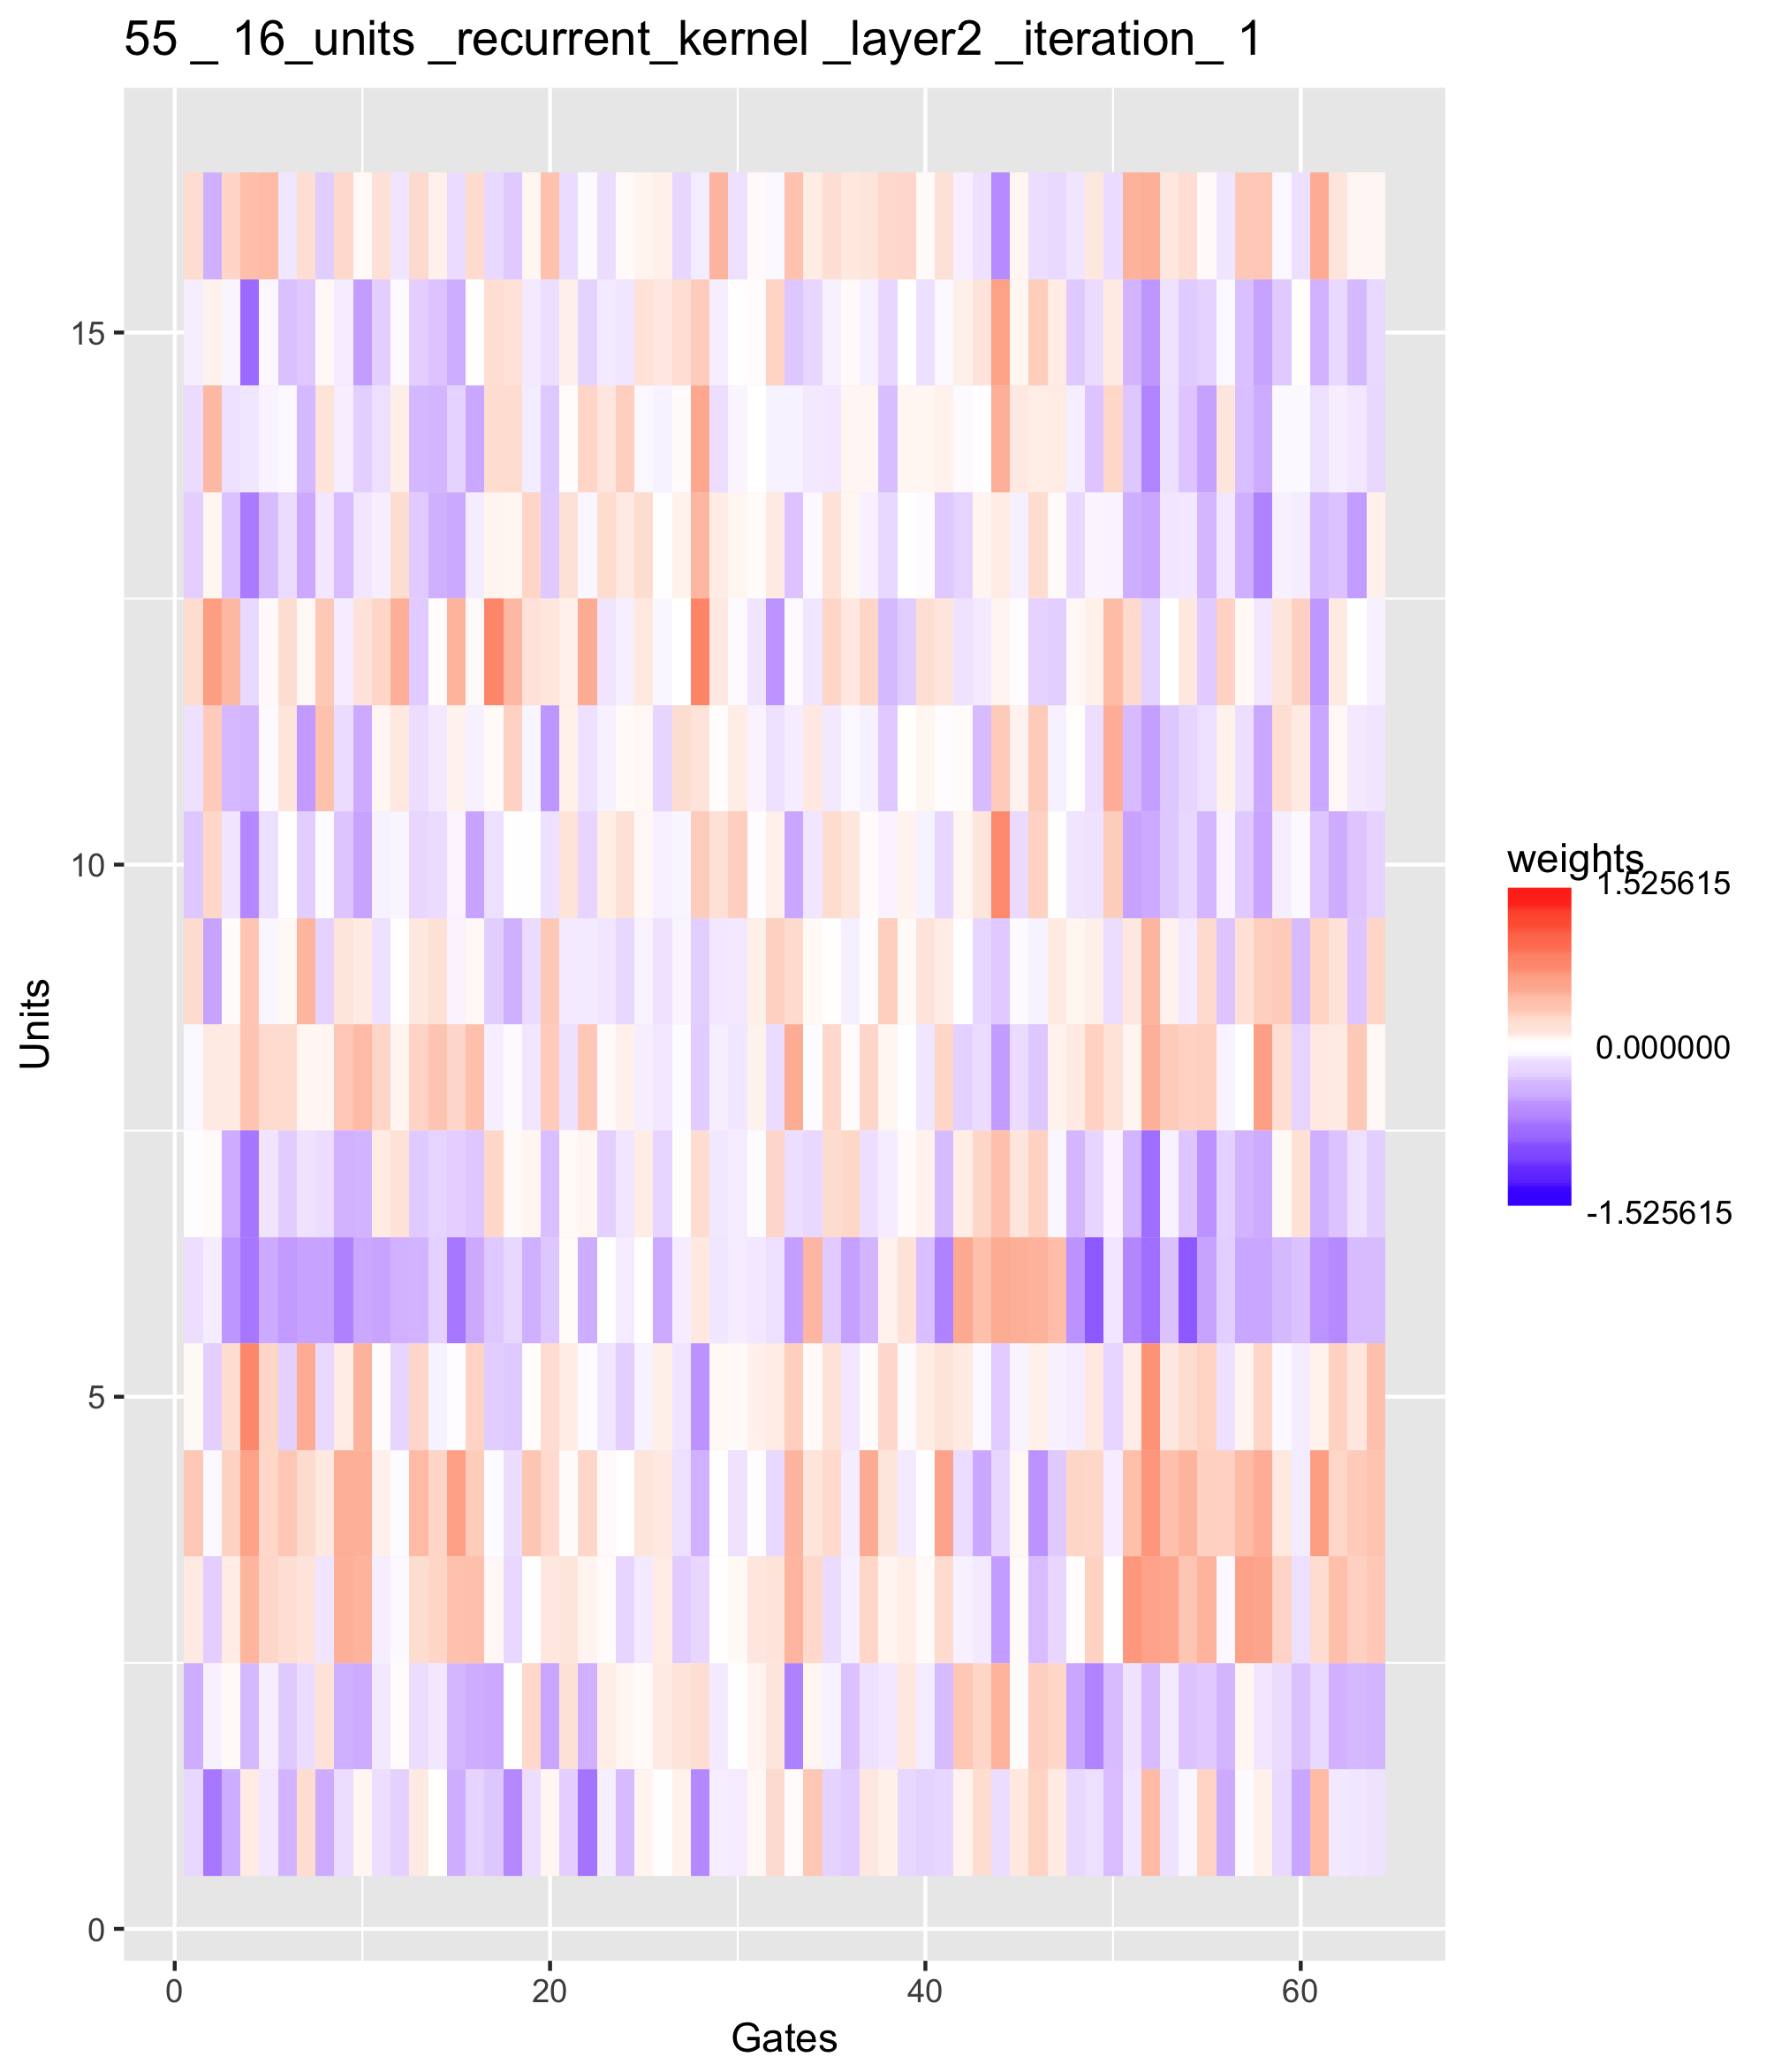 55 _ 16_units _recurrent_kernel _layer2 _iteration_ 1
15
10
5
0
Units
0 20 40 60
Gates
weights
1.525615
0.000000
-1.525615